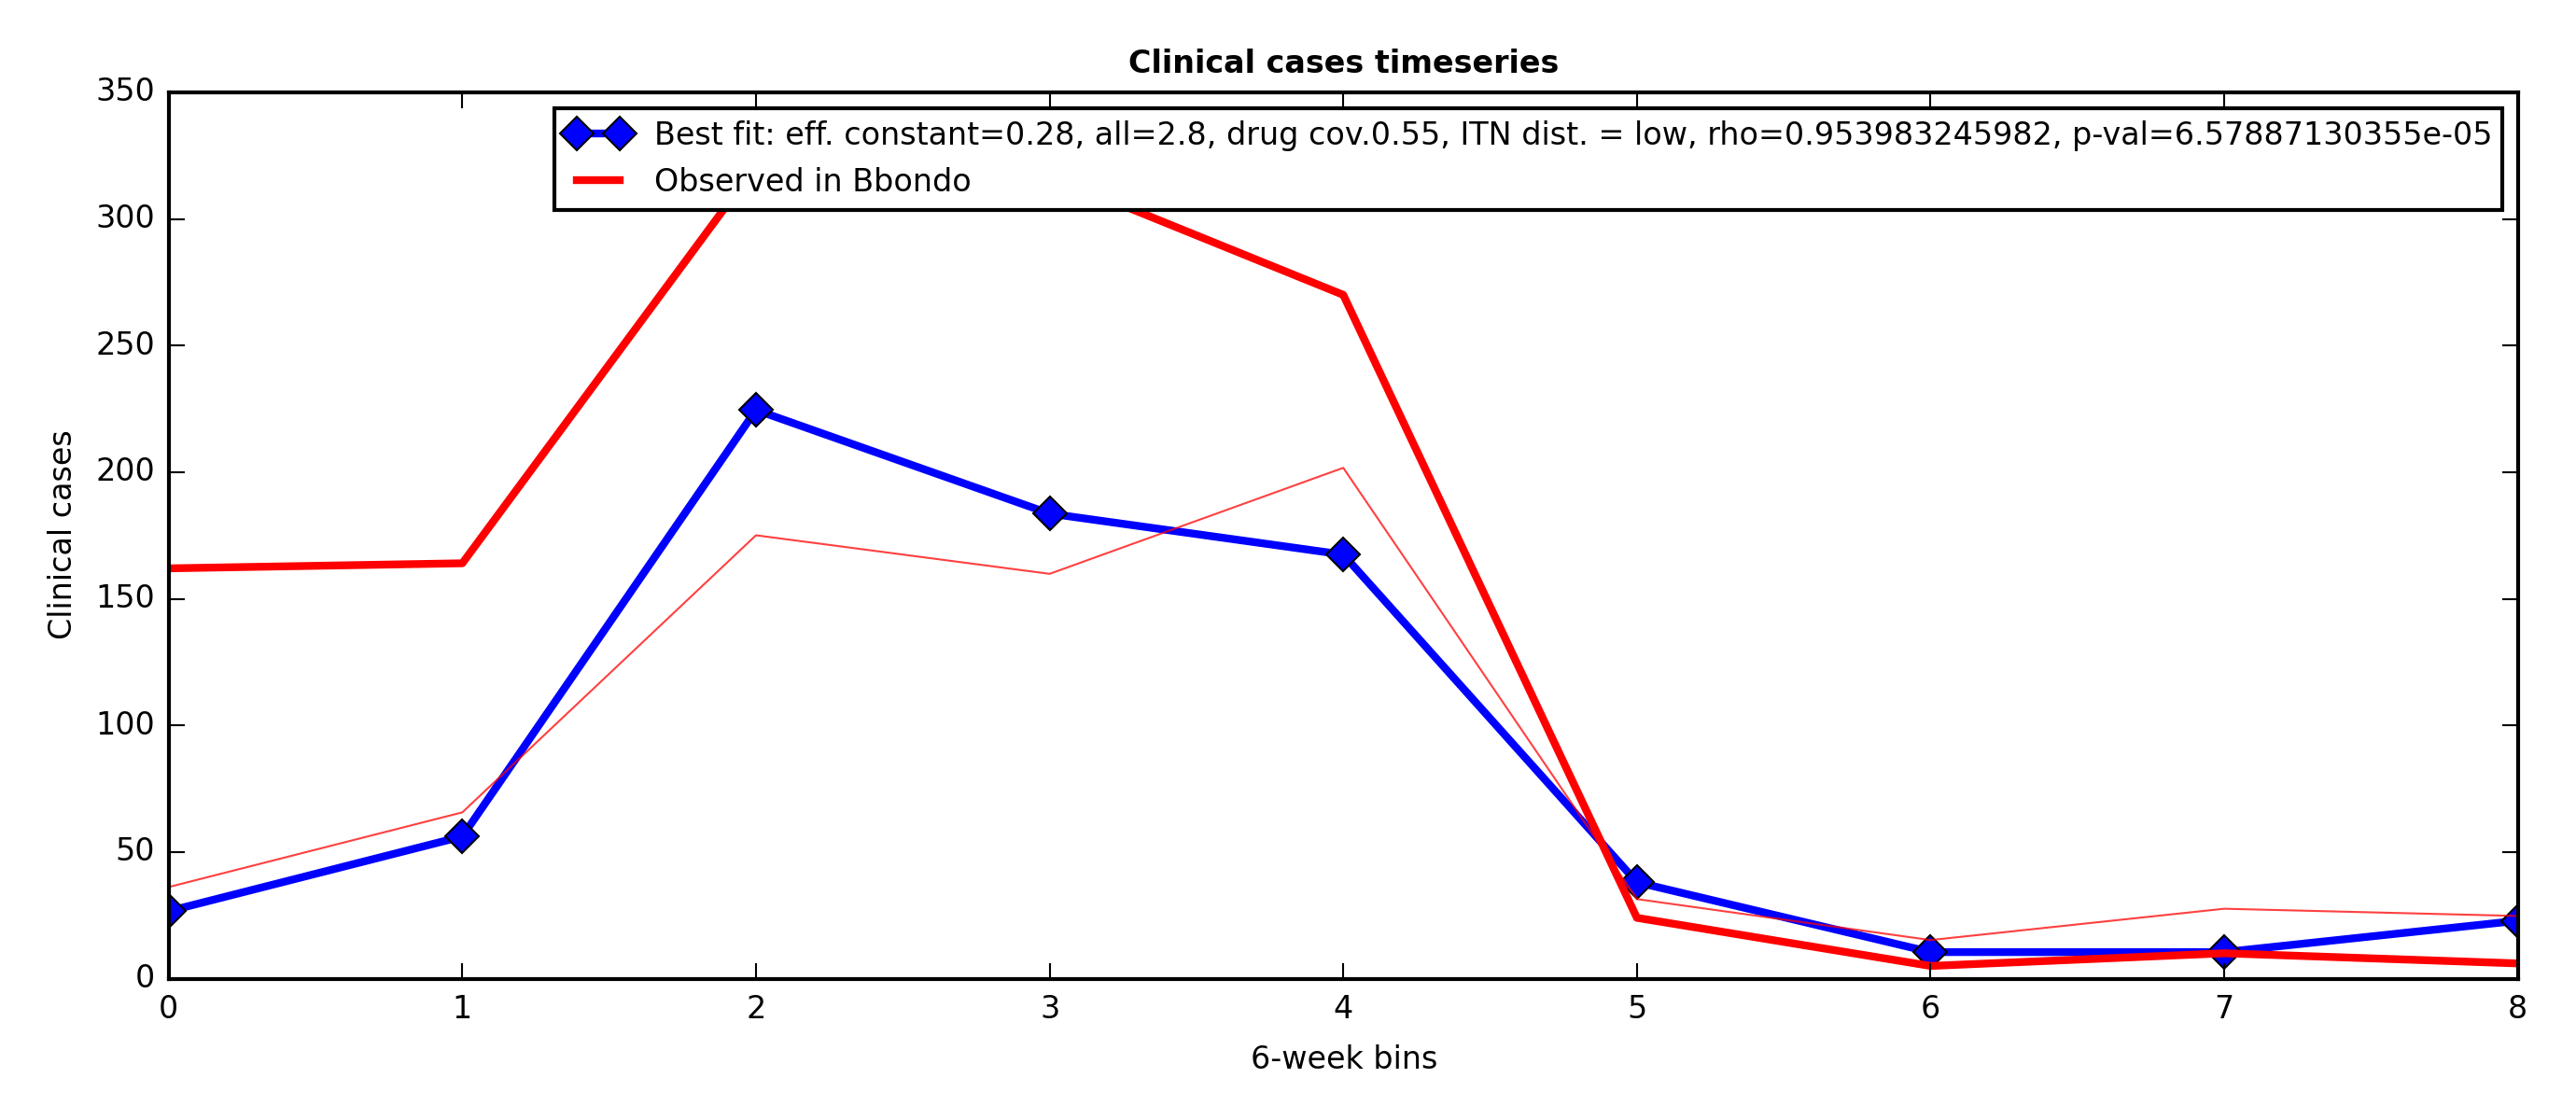 Clinical cases timeseries
Best fit: eff. constant=0.28, all=2.8, drug cov.0.55, ITN dist. = low, rho=0.953983245982, p-val=6.57887130355e-05
Observed in Bbondo
350
300
250
200
150
100
50
0
Clinical cases
0 1 2 3 4 5 6 7 8
6-week bins